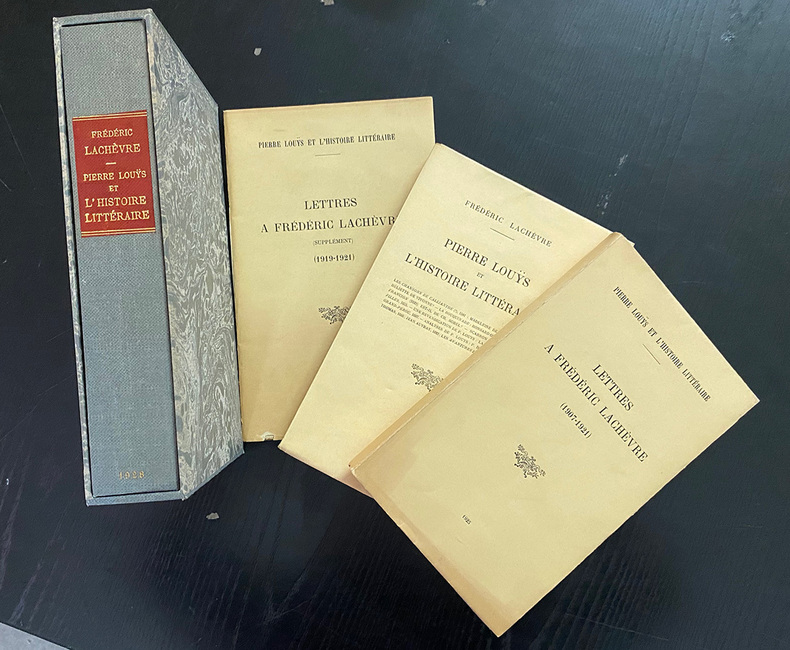 FRÉDÉRIC
LACHÈVRE
PIERRE LOUŸS
ET
L'HISTOIRE
LITTÉRAIRE
1928
PIERRE LOUŸS ET L'HISTOIRE LITTÉRAIRE
LETTRES
A FRÉDÉRIC LACHÈVR
(SUPPLÉMENT)
(1919-1921)
FRÉDÉRIC LACHÈVRE
PIERRE LOUŸS
ET
L'HISTOIRE LITTÉRA
PIERRE LOUŸS ET L'HISTOIRE LITTÉRAIRE
LETTRES
A FRÉDÉRIC LACHÈVRE
(1907-1921)